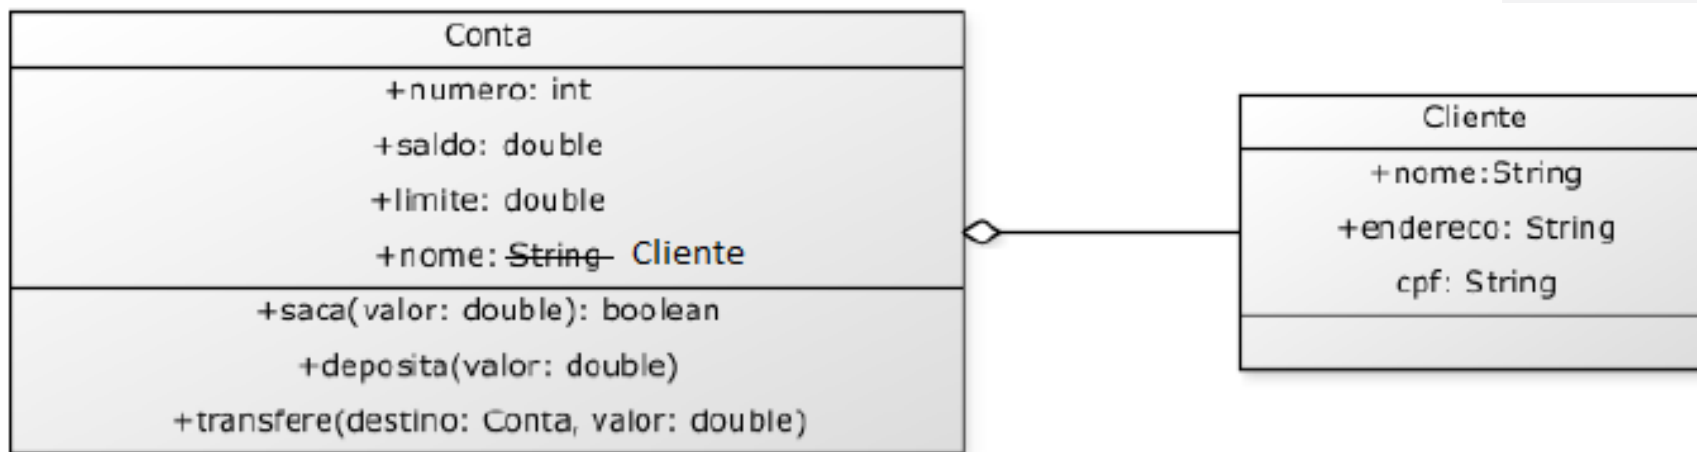 Conta
+numero: int
+saldo: double
+limite: double
+nome: String Cliente
+saca(valor: double): boolean
+deposita(valor: double)
+transfere(destino: Conta, valor: double)
Cliente
+nome:String
+endereco: String
cpf: String